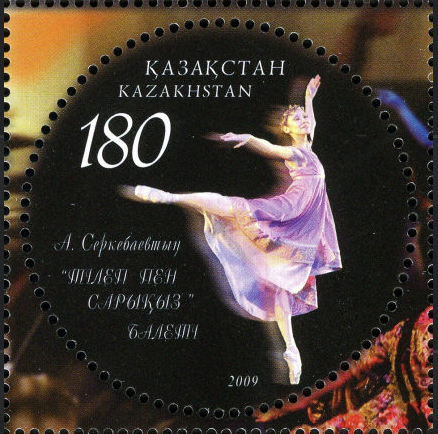 ҚАЗАҚСТАН
KAZAKHSTAN
180
А. Серкебаевтың
"ТІЛЕП ПЕН
САРЫҚЫЗ"
БАЛЕТІ
2009